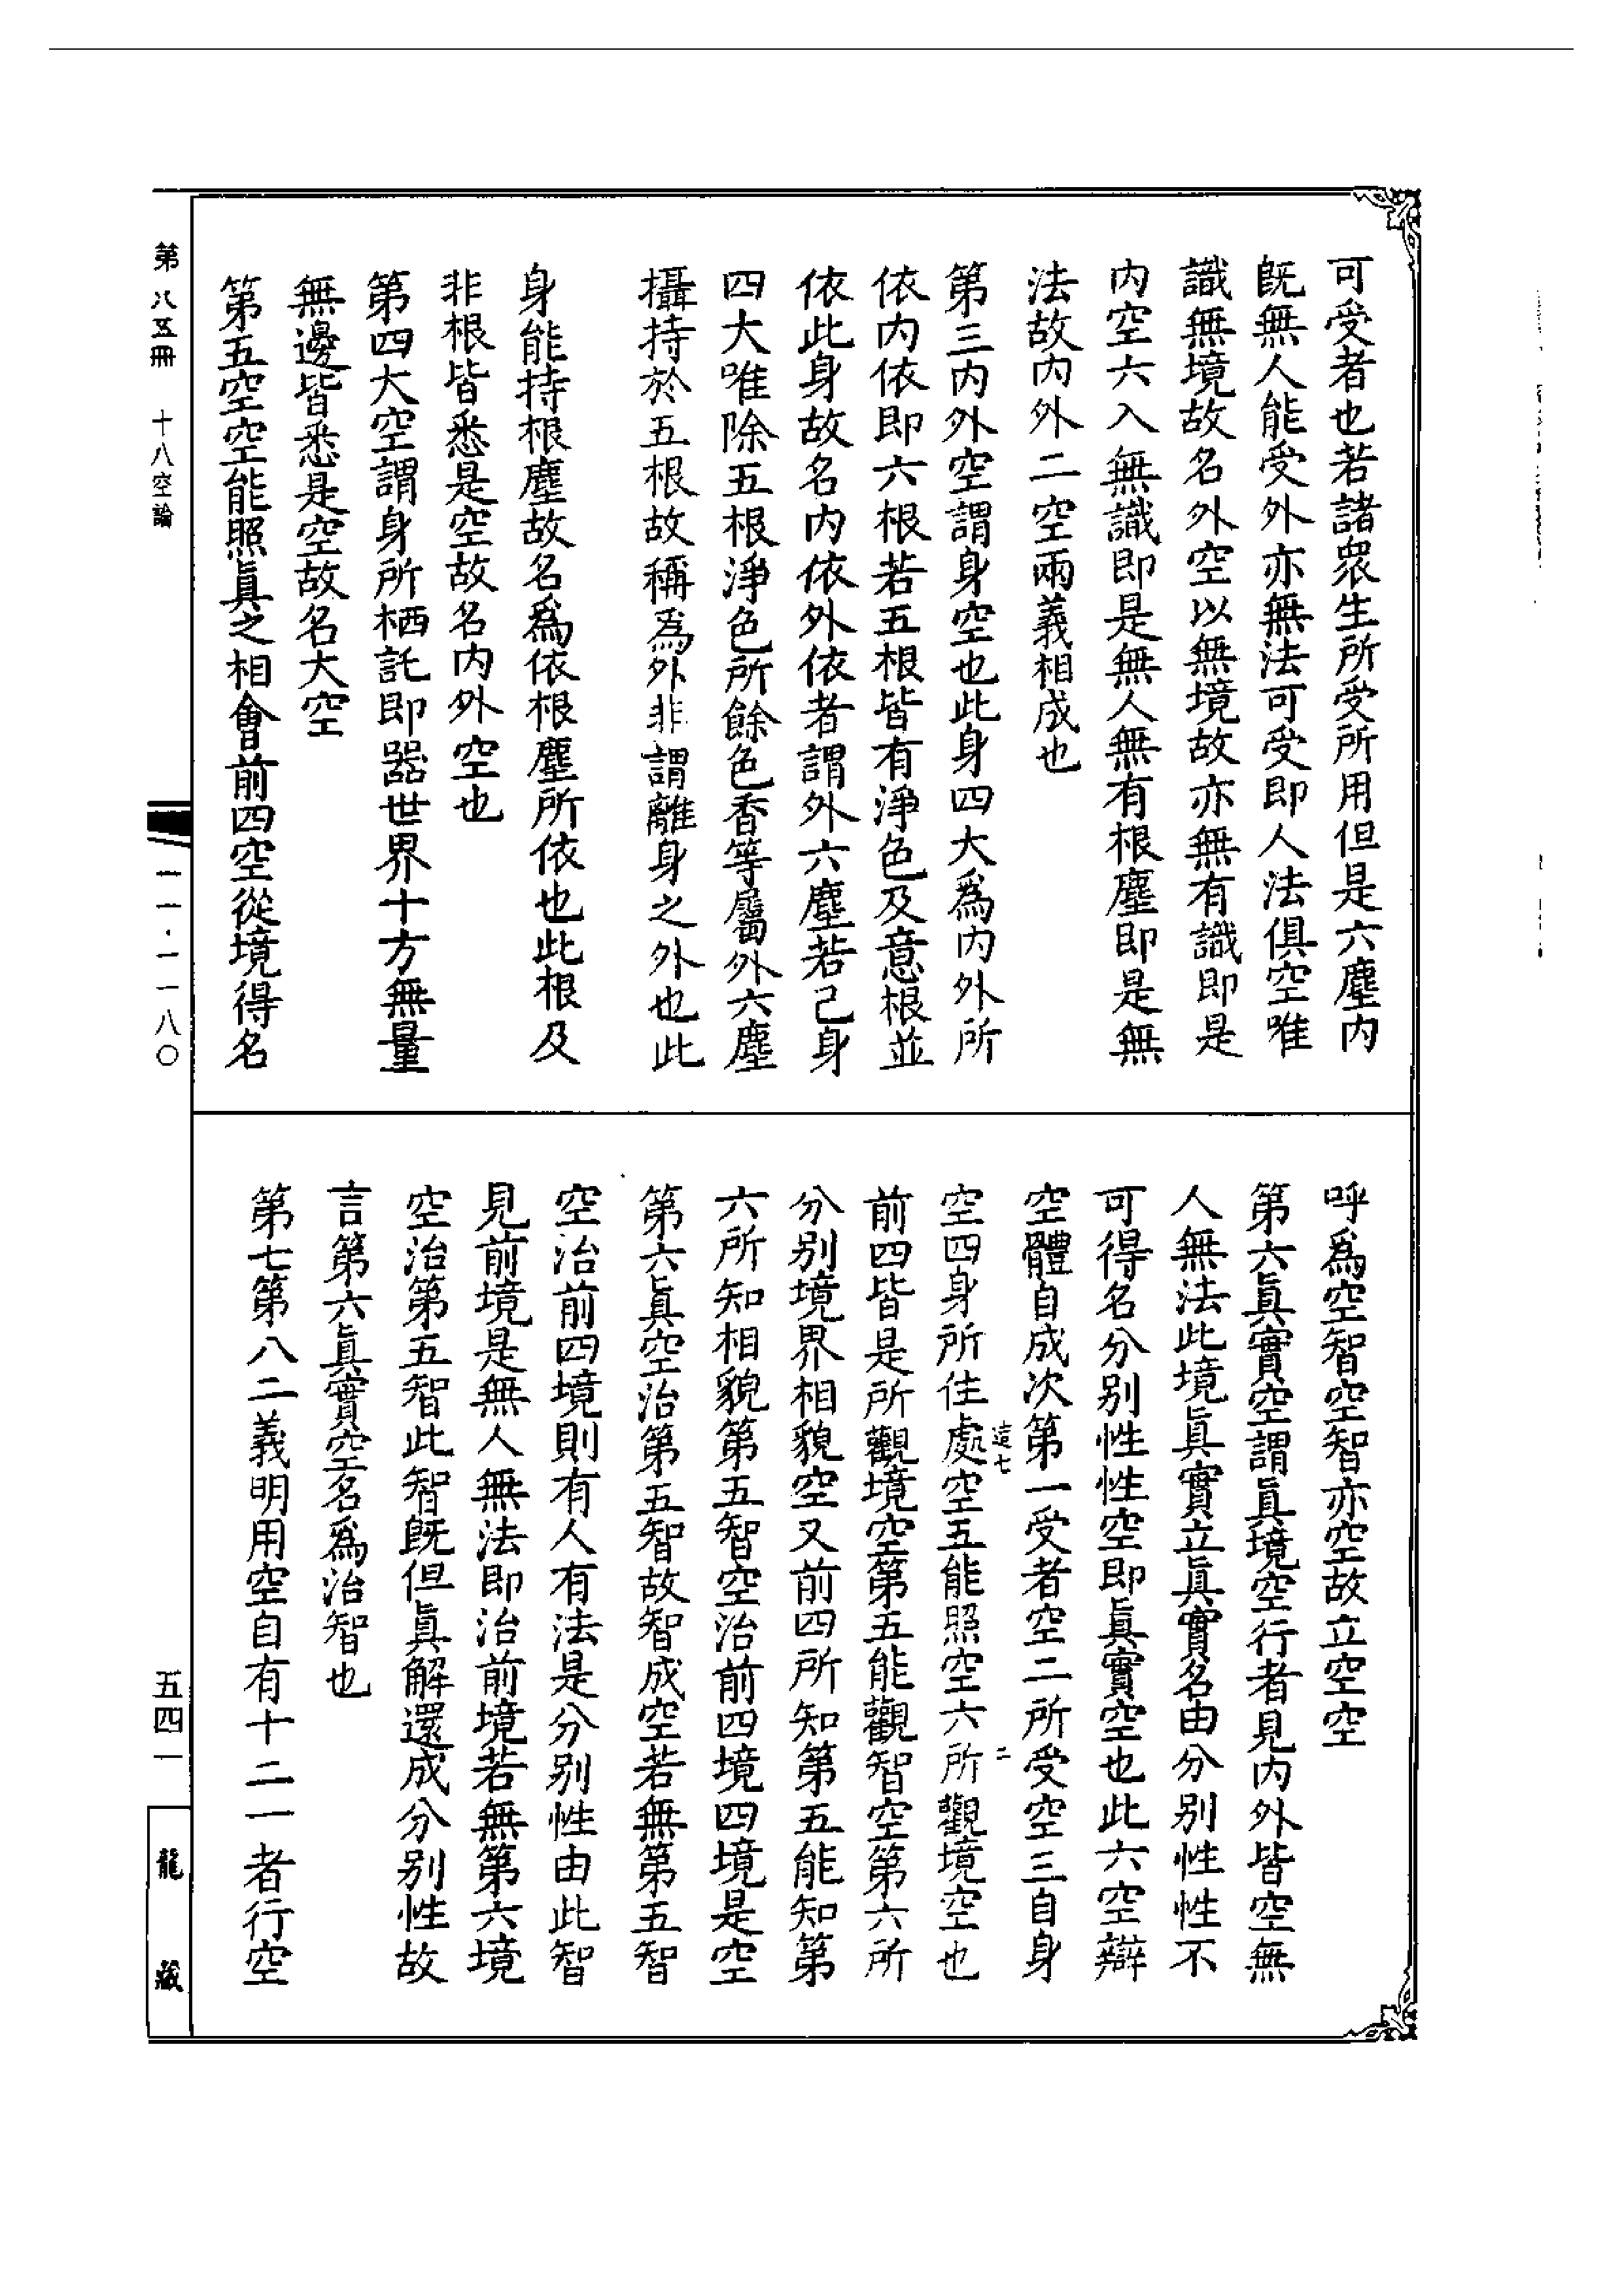 可受者也若諸衆生所受所用但是六塵内
既無人能受外亦無法可受即人法俱空唯
識無境故名外空以無境故亦無有識即是
内空六入無識即是無人無有根塵即是無
法故内外二空兩義相成也
第三内外空謂身空也此身四大爲内外所
依内依即六根若五根皆有淨色及意根並
依此身故名内依外依者謂外六塵若己身
四大唯除五根淨色所餘色香等屬外六塵
攝持於五根故稱為外非謂離身之外也此
身能持根塵故名爲依根塵所依也此根及
非根皆悉是空故名内外空也
第四大空謂身所栖託即器世界十方無量
無邊皆悉是空故名大空
第五空空能照眞之相會前四空從境得名
呼爲空智空智亦空故立空空
第六眞實空謂眞境空行者見内外皆空無
人無法此境眞實立眞實名由分別性性不
可得名分別性性空即眞實空也此六空辯
空體自成次第一受者空二所受空三自身
空四身所住處空五能照空六所觀境空也
造七
二
前四皆是所觀境空第五能觀智空第六所
分別境界相貌空又前四所知第五能知第
六所知相貌第五智空治前四境四境是空
第六眞空治第五智故智成空若無第五智
空治前四境則有人有法是分別性由此智
見前境是無人無法即治前境若無第六境
空治第五智此智既但眞解還成分別性故
言第六眞實空名爲治智也
第七第八二義明用空自有十二一者行空
第八五冊
十八空論
一一·一一八〇
五四一
龍藏